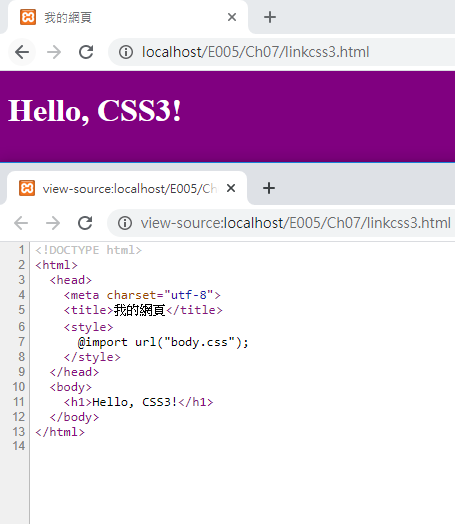 我的網頁
localhost/E005/Ch07/linkcss3.html
Hello, CSS3!
view-source:localhost/E005/Ch
view-source:localhost/E005/Ch07/linkcss3.html
1 <!DOCTYPE html>
2 <html>
3 <head>
4 <meta charset="utf-8">
5 <title>我的網頁</title>
6 <style>
7 @import url("body.css");
8 </style>
9 </head>
10 <body>
11 <h1>Hello, CSS3!</h1>
12 </body>
13 </html>
14